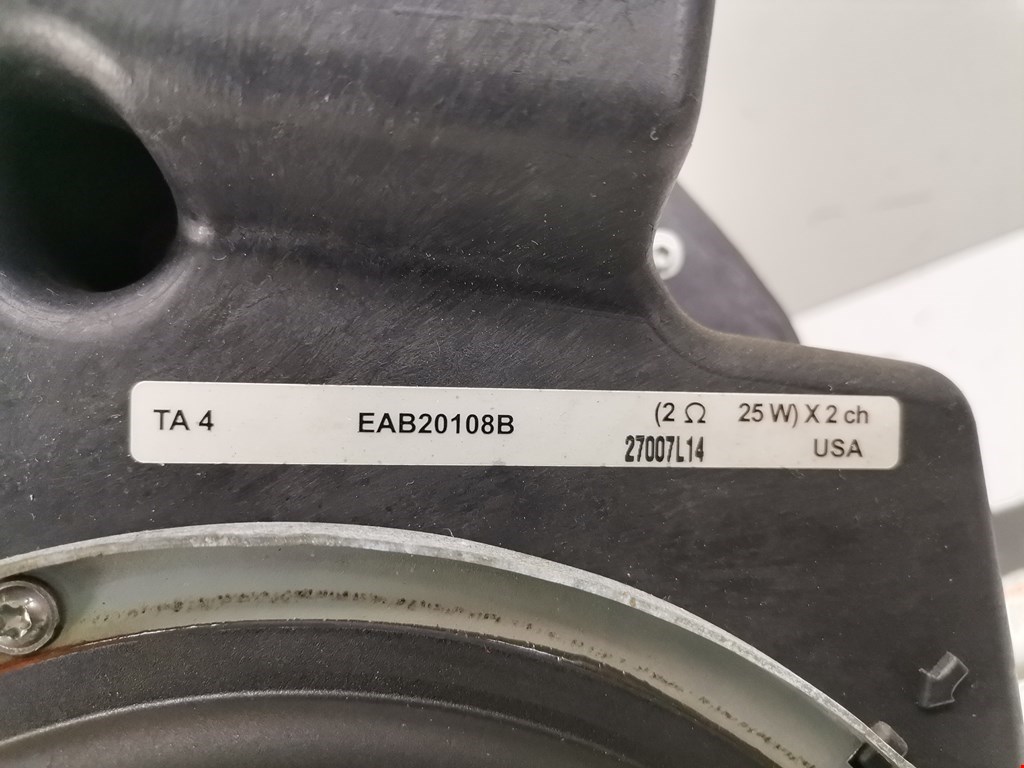 TA 4 EAB20108B (2 Ω 25 W) X 2 ch
27007L14 USA